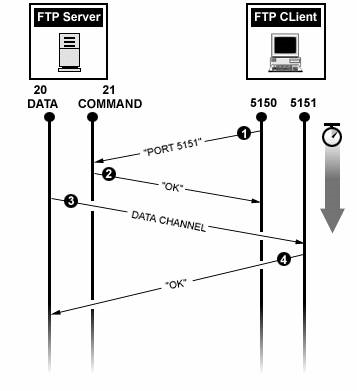 FTP Server
FTP CLient
20
DATA
21
COMMAND
5150
5151
1
"PORT 5151"
2
"OK"
3
DATA CHANNEL
4
"OK"